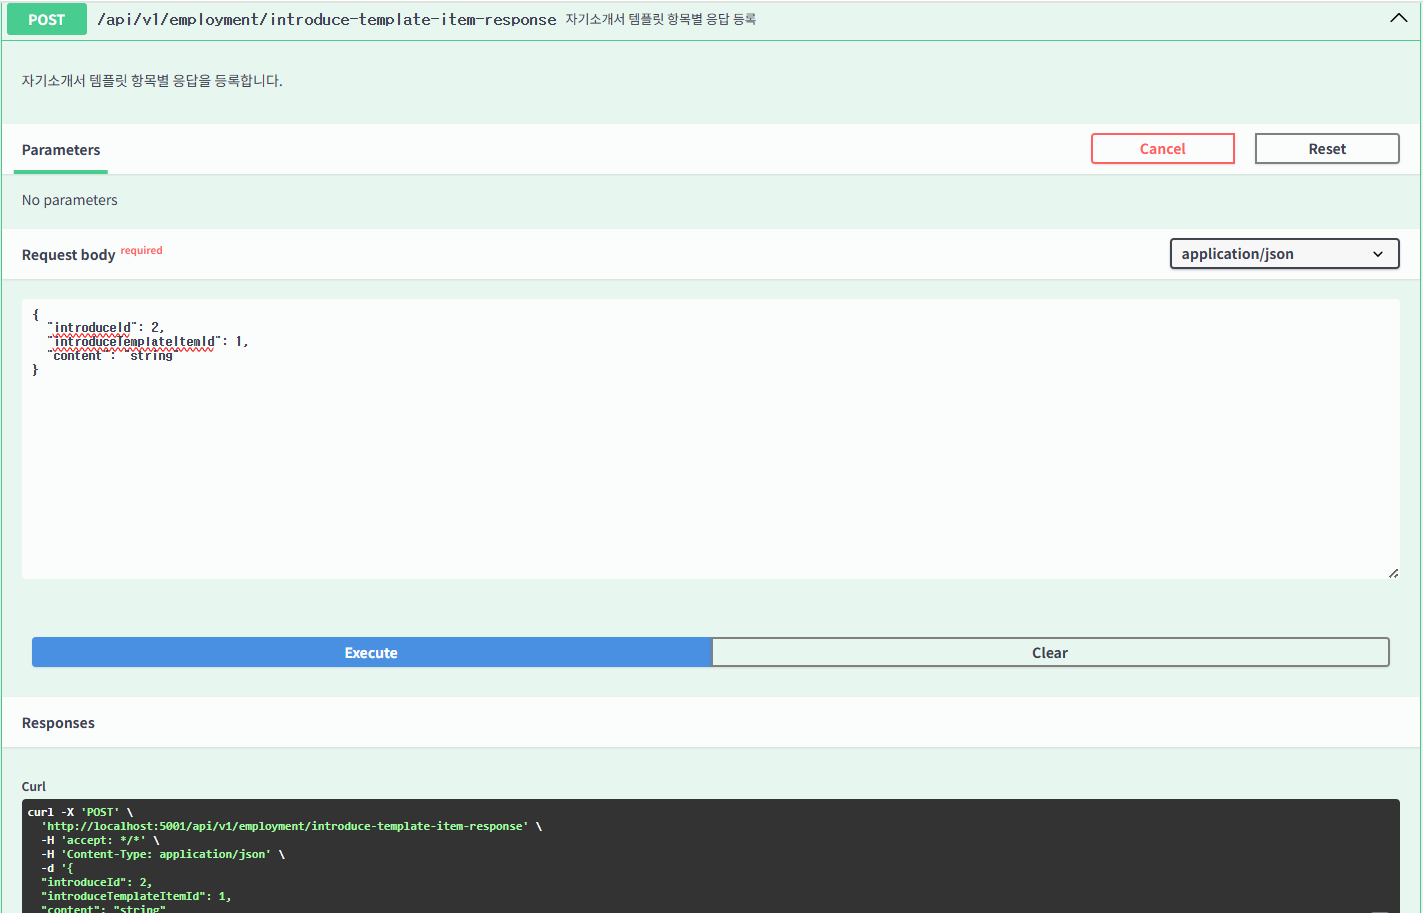 POST /api/v1/employment/introduce-template-item-response 자기소개서 템플릿 항목별 응답 등록
자기소개서 템플릿 항목별 응답을 등록합니다.
Parameters
Cancel
Reset
No parameters
Request body required
application/json
{
"introduceId": 2,
"introduceTemplateItemId": 1,
"content": "string"
}
Execute
Clear
Responses
Curl
curl -X 'POST' \
'http://localhost:5001/api/v1/employment/introduce-template-item-response' \
-H 'accept: */*' \
-H 'Content-Type: application/json' \
-d '{
"introduceId": 2,
"introduceTemplateItemId": 1,
"content": "string"